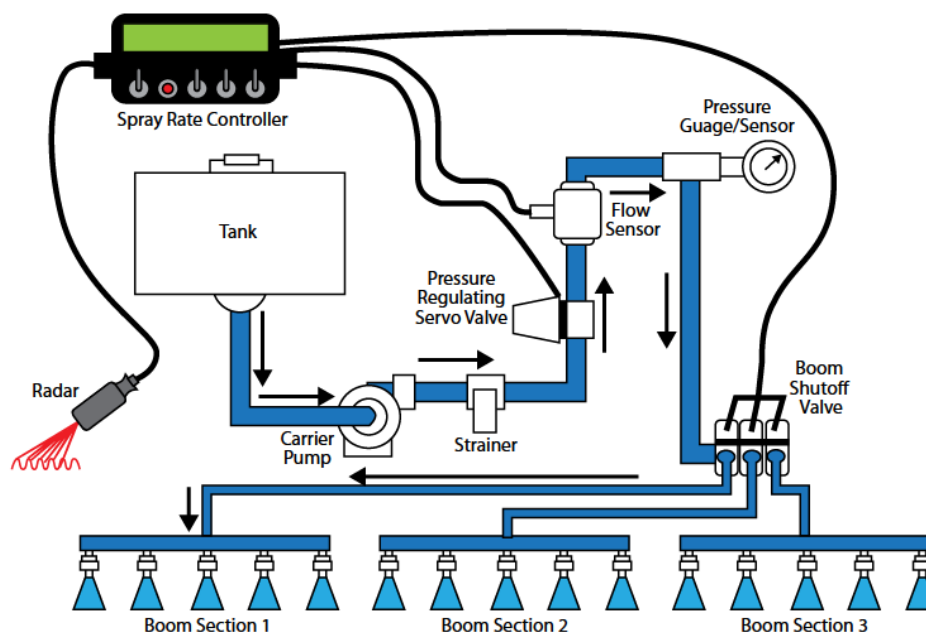 Spray Rate Controller
Pressure
Guage/Sensor
Tank
Flow
Sensor
Pressure
Regulating
Servo Valve
Radar
Boom
Shutoff
Valve
Carrier
Pump
Strainer
Boom Section 1
Boom Section 2
Boom Section 3